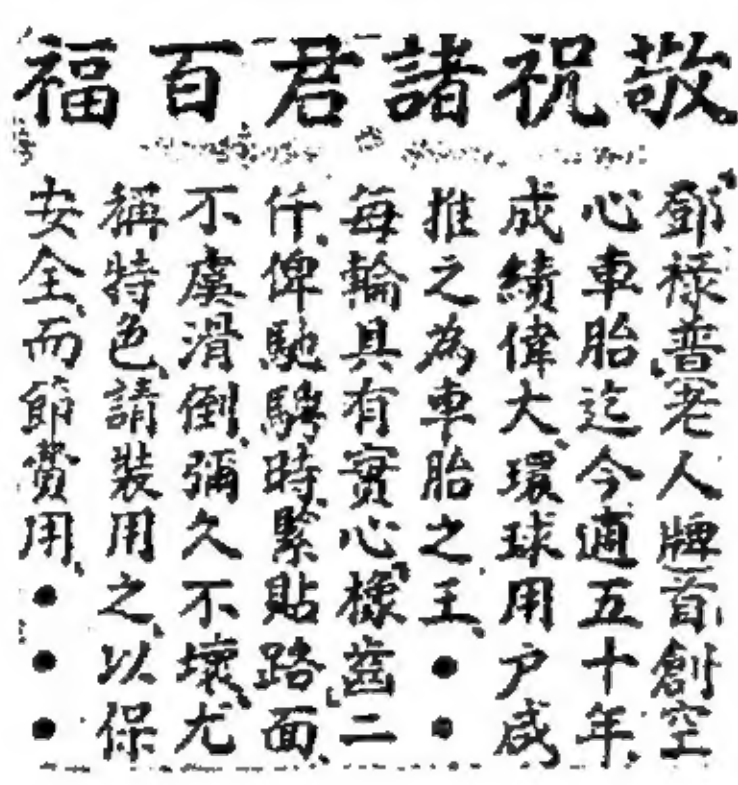 敬祝諸君百福
「鄧祿普」(老人牌)首創空
心車胎迄今適五十年、
成績偉大、環球用户咸
推之為車胎之王、●●
每輪具有實心「橡齒」二
仟、俾馳騁時、緊貼路面、
不虞滑倒、彌久不壞、尤
稱特色、請裝用之、以保
安全、而節費用、●●●